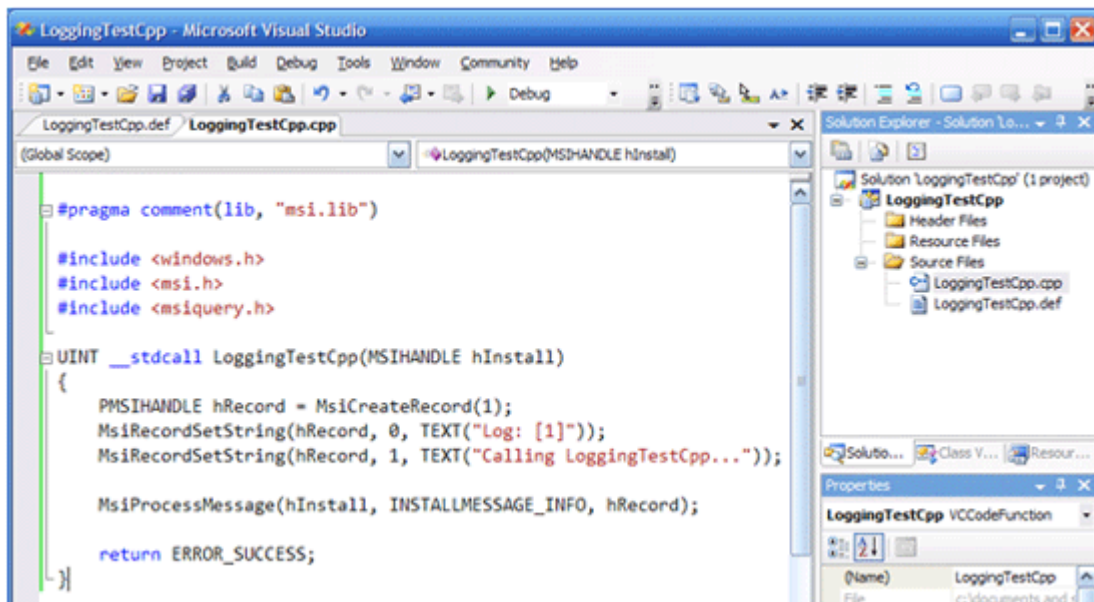 LoggingTestCpp - Microsoft Visual Studio
File Edit View Project Build Debug Tools Window Community Help
Debug
LoggingTestCpp.def LoggingTestCpp.cpp
(Global Scope) LoggingTestCpp(MSIHANDLE hInstall)
#pragma comment(lib, "msi.lib")
#include <windows.h>
#include <msi.h>
#include <msiquery.h>
UINT __stdcall LoggingTestCpp(MSIHANDLE hInstall)
{
PMSIHANDLE hRecord = MsiCreateRecord(1);
MsiRecordSetString(hRecord, 0, TEXT("Log: [1]"));
MsiRecordSetString(hRecord, 1, TEXT("Calling LoggingTestCpp..."));
MsiProcessMessage(hInstall, INSTALLMESSAGE_INFO, hRecord);
return ERROR_SUCCESS;
}
Solution Explorer - Solution 'Lo...
Solution 'LoggingTestCpp' (1 project)
LoggingTestCpp
Header Files
Resource Files
Source Files
LoggingTestCpp.cpp
LoggingTestCpp.def
Solutio... Class V... Resour...
Properties
LoggingTestCpp VCCodeFunction
(Name) LoggingTestCpp
File c:\documents and